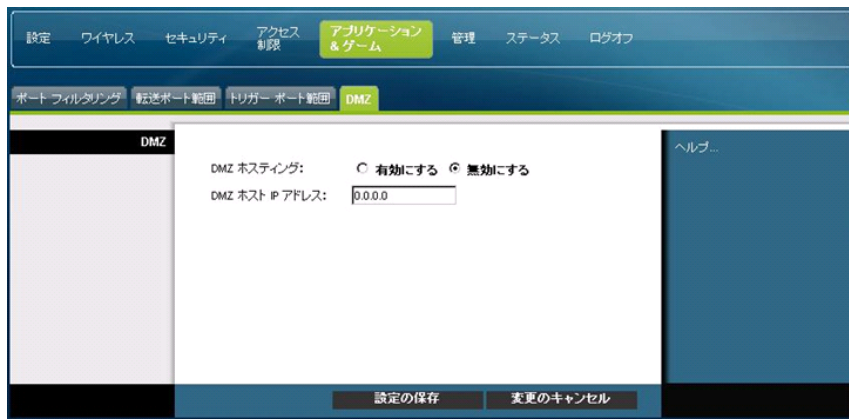 設定 ワイヤレス セキュリティ アクセス制限 アプリケーション& ゲーム 管理 ステータス ログオフ
ポート フィルタリング 転送ポート範囲 トリガー ポート範囲 DMZ
DMZ
DMZ ホスティング: 有効にする 無効にする
DMZ ホスト IP アドレス: 0.0.0.0
ヘルプ...
設定の保存 変更のキャンセル